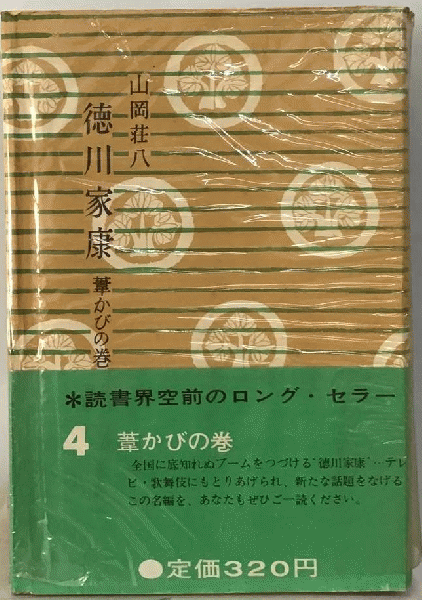 山岡荘八
徳川家康
葦かびの巻
*読書界空前のロング・セラー
4 葦かびの巻
全国に底知れぬブームをつづける“徳川家康”‥テレ
ビ・歌舞伎にもとりあげられ、新たな話題をなげる
この名編を、あなたもぜひご一読ください。
●定価320円